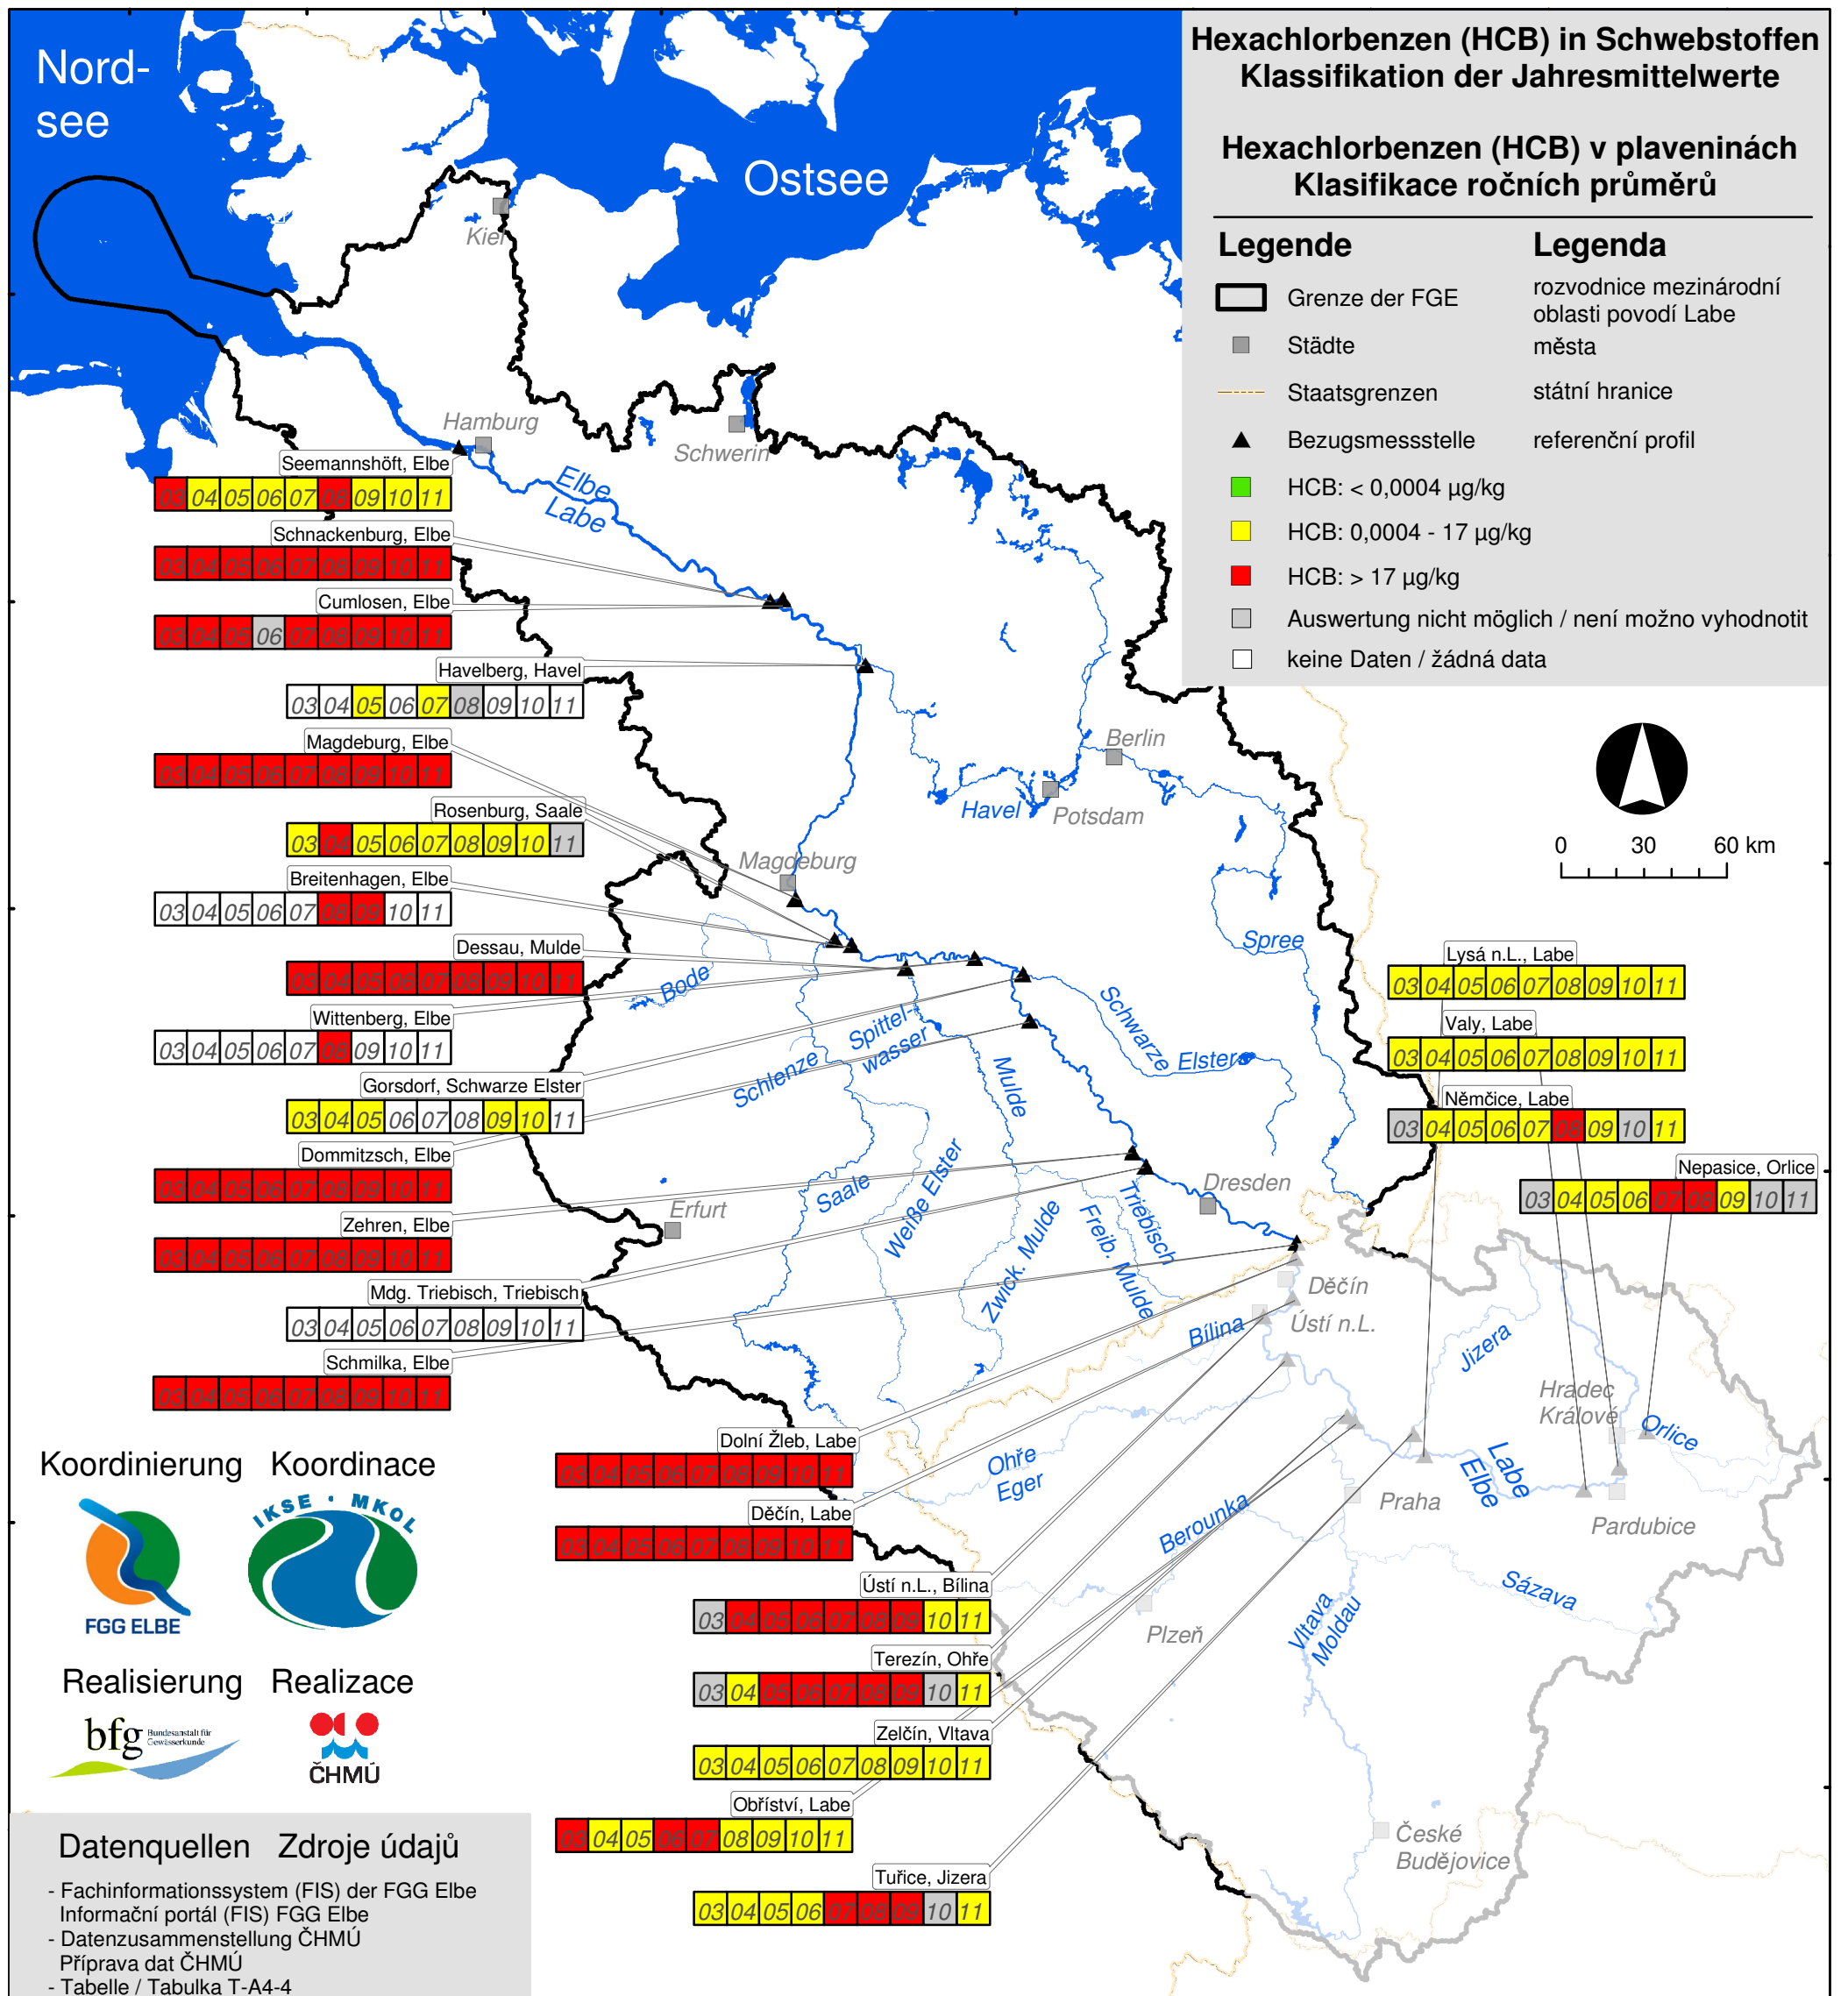 Nord-
see
Ostsee
Hexachlorbenzen (HCB) in Schwebstoffen
Klassifikation der Jahresmittelwerte
Hexachlorbenzen (HCB) v plaveninách
Klasifikace ročních průměrů
Legende Legenda
Grenze der FGE rozvodnice mezinárodní
oblasti povodí Labe
Städte města
Staatsgrenzen státní hranice
Bezugsmessstelle referenční profil
HCB: < 0,0004 µg/kg
HCB: 0,0004 - 17 µg/kg
HCB: > 17 µg/kg
Auswertung nicht möglich / není možno vyhodnotit
keine Daten / žádná data
0 30 60 km
Kiel
Hamburg
Schwerin
Elbe
Labe
Seemannshöft, Elbe
03 04 05 06 07 08 09 10 11
Schnackenburg, Elbe
03 04 05 06 07 08 09 10 11
Cumlosen, Elbe
03 04 05 06 07 08 09 10 11
Havelberg, Havel
03 04 05 06 07 08 09 10 11
Magdeburg, Elbe
03 04 05 06 07 08 09 10 11
Rosenburg, Saale
03 04 05 06 07 08 09 10 11
Breitenhagen, Elbe
03 04 05 06 07 08 09 10 11
Dessau, Mulde
03 04 05 06 07 08 09 10 11
Wittenberg, Elbe
03 04 05 06 07 08 09 10 11
Gorsdorf, Schwarze Elster
03 04 05 06 07 08 09 10 11
Dommitzsch, Elbe
03 04 05 06 07 08 09 10 11
Zehren, Elbe
03 04 05 06 07 08 09 10 11
Mdg. Triebisch, Triebisch
03 04 05 06 07 08 09 10 11
Schmilka, Elbe
03 04 05 06 07 08 09 10 11
Berlin
Havel
Potsdam
Magdeburg
Spree
Bode
Spittel-
wasser
Schlenze
Schwarze Elster
Mulde
Saale
Weiße Elster
Zwick. Mulde
Freib. Mulde
Triebisch
Dresden
Erfurt
Lysá n.L., Labe
03 04 05 06 07 08 09 10 11
Valy, Labe
03 04 05 06 07 08 09 10 11
Němčice, Labe
03 04 05 06 07 08 09 10 11
Nepasice, Orlice
03 04 05 06 07 08 09 10 11
Děčín
Ústí n.L.
Bílina
Jizera
Hradec
Králové
Orlice
Labe
Elbe
Ohře
Eger
Praha
Pardubice
Berounka
Sázava
Plzeň
Vltava
Moldau
České
Budějovice
Dolní Žleb, Labe
03 04 05 06 07 08 09 10 11
Děčín, Labe
03 04 05 06 07 08 09 10 11
Ústí n.L., Bílina
03 04 05 06 07 08 09 10 11
Terezín, Ohře
03 04 05 06 07 08 09 10 11
Zelčín, Vltava
03 04 05 06 07 08 09 10 11
Obříství, Labe
03 04 05 06 07 08 09 10 11
Tuřice, Jizera
03 04 05 06 07 08 09 10 11
Koordinierung Koordinace
FGG ELBE
IKSE · MKOL
Realisierung Realizace
bfg Bundesanstalt für
Gewässerkunde
ČHMÚ
Datenquellen Zdroje údajů
- Fachinformationssystem (FIS) der FGG Elbe
Informační portál (FIS) FGG Elbe
- Datenzusammenstellung ČHMÚ
Příprava dat ČHMÚ
- Tabelle / Tabulka T-A4-4